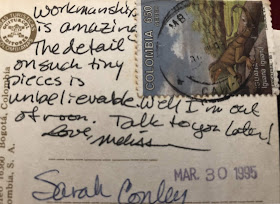 workmanship
is amazing.
The detail
on such tiny
pieces is
unbelievable. Well I'm out
of room. Talk to you later!
Love, Melissa
COLOMBIA 650
MAR. 30 1995
Sarah Conley
Bogotá, Colombia